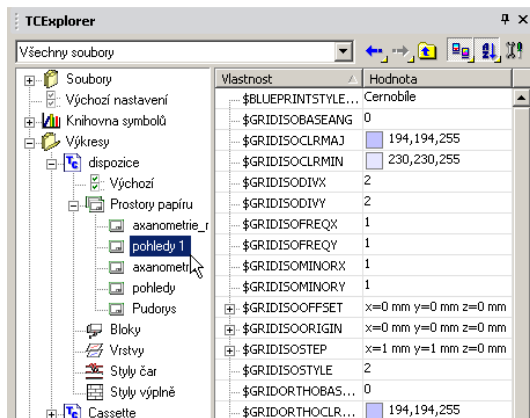 TCExplorer
Všechny soubory
Soubory
Výchozí nastavení
Knihovna symbolů
Výkresy
dispozice
Výchozí
Prostory papíru
axanometrie_r
pohledy 1
axanometri
pohledy
Pudorys
Bloky
Vrstvy
Styly čar
Styly výplně
Cassette
Vlastnost Hodnota
$BLUEPRINTSTYLE... Cernobíle
$GRIDISOBASEANG 0
$GRIDISOCLRMAJ 194,194,255
$GRIDISOCLRMIN 230,230,255
$GRIDISODIVX 2
$GRIDISODIVY 2
$GRIDISOFREQX 1
$GRIDISOFREQY 1
$GRIDISOMINORX 1
$GRIDISOMINORY 1
$GRIDISOOFFSET x=0 mm y=0 mm z=0 mm
$GRIDISOORIGIN x=0 mm y=0 mm z=0 mm
$GRIDISOSTEP x=1 mm y=1 mm z=0 mm
$GRIDISOSTYLE 2
$GRIDORTHOBAS... 0
$GRIDORTHOCLR... 194,194,255